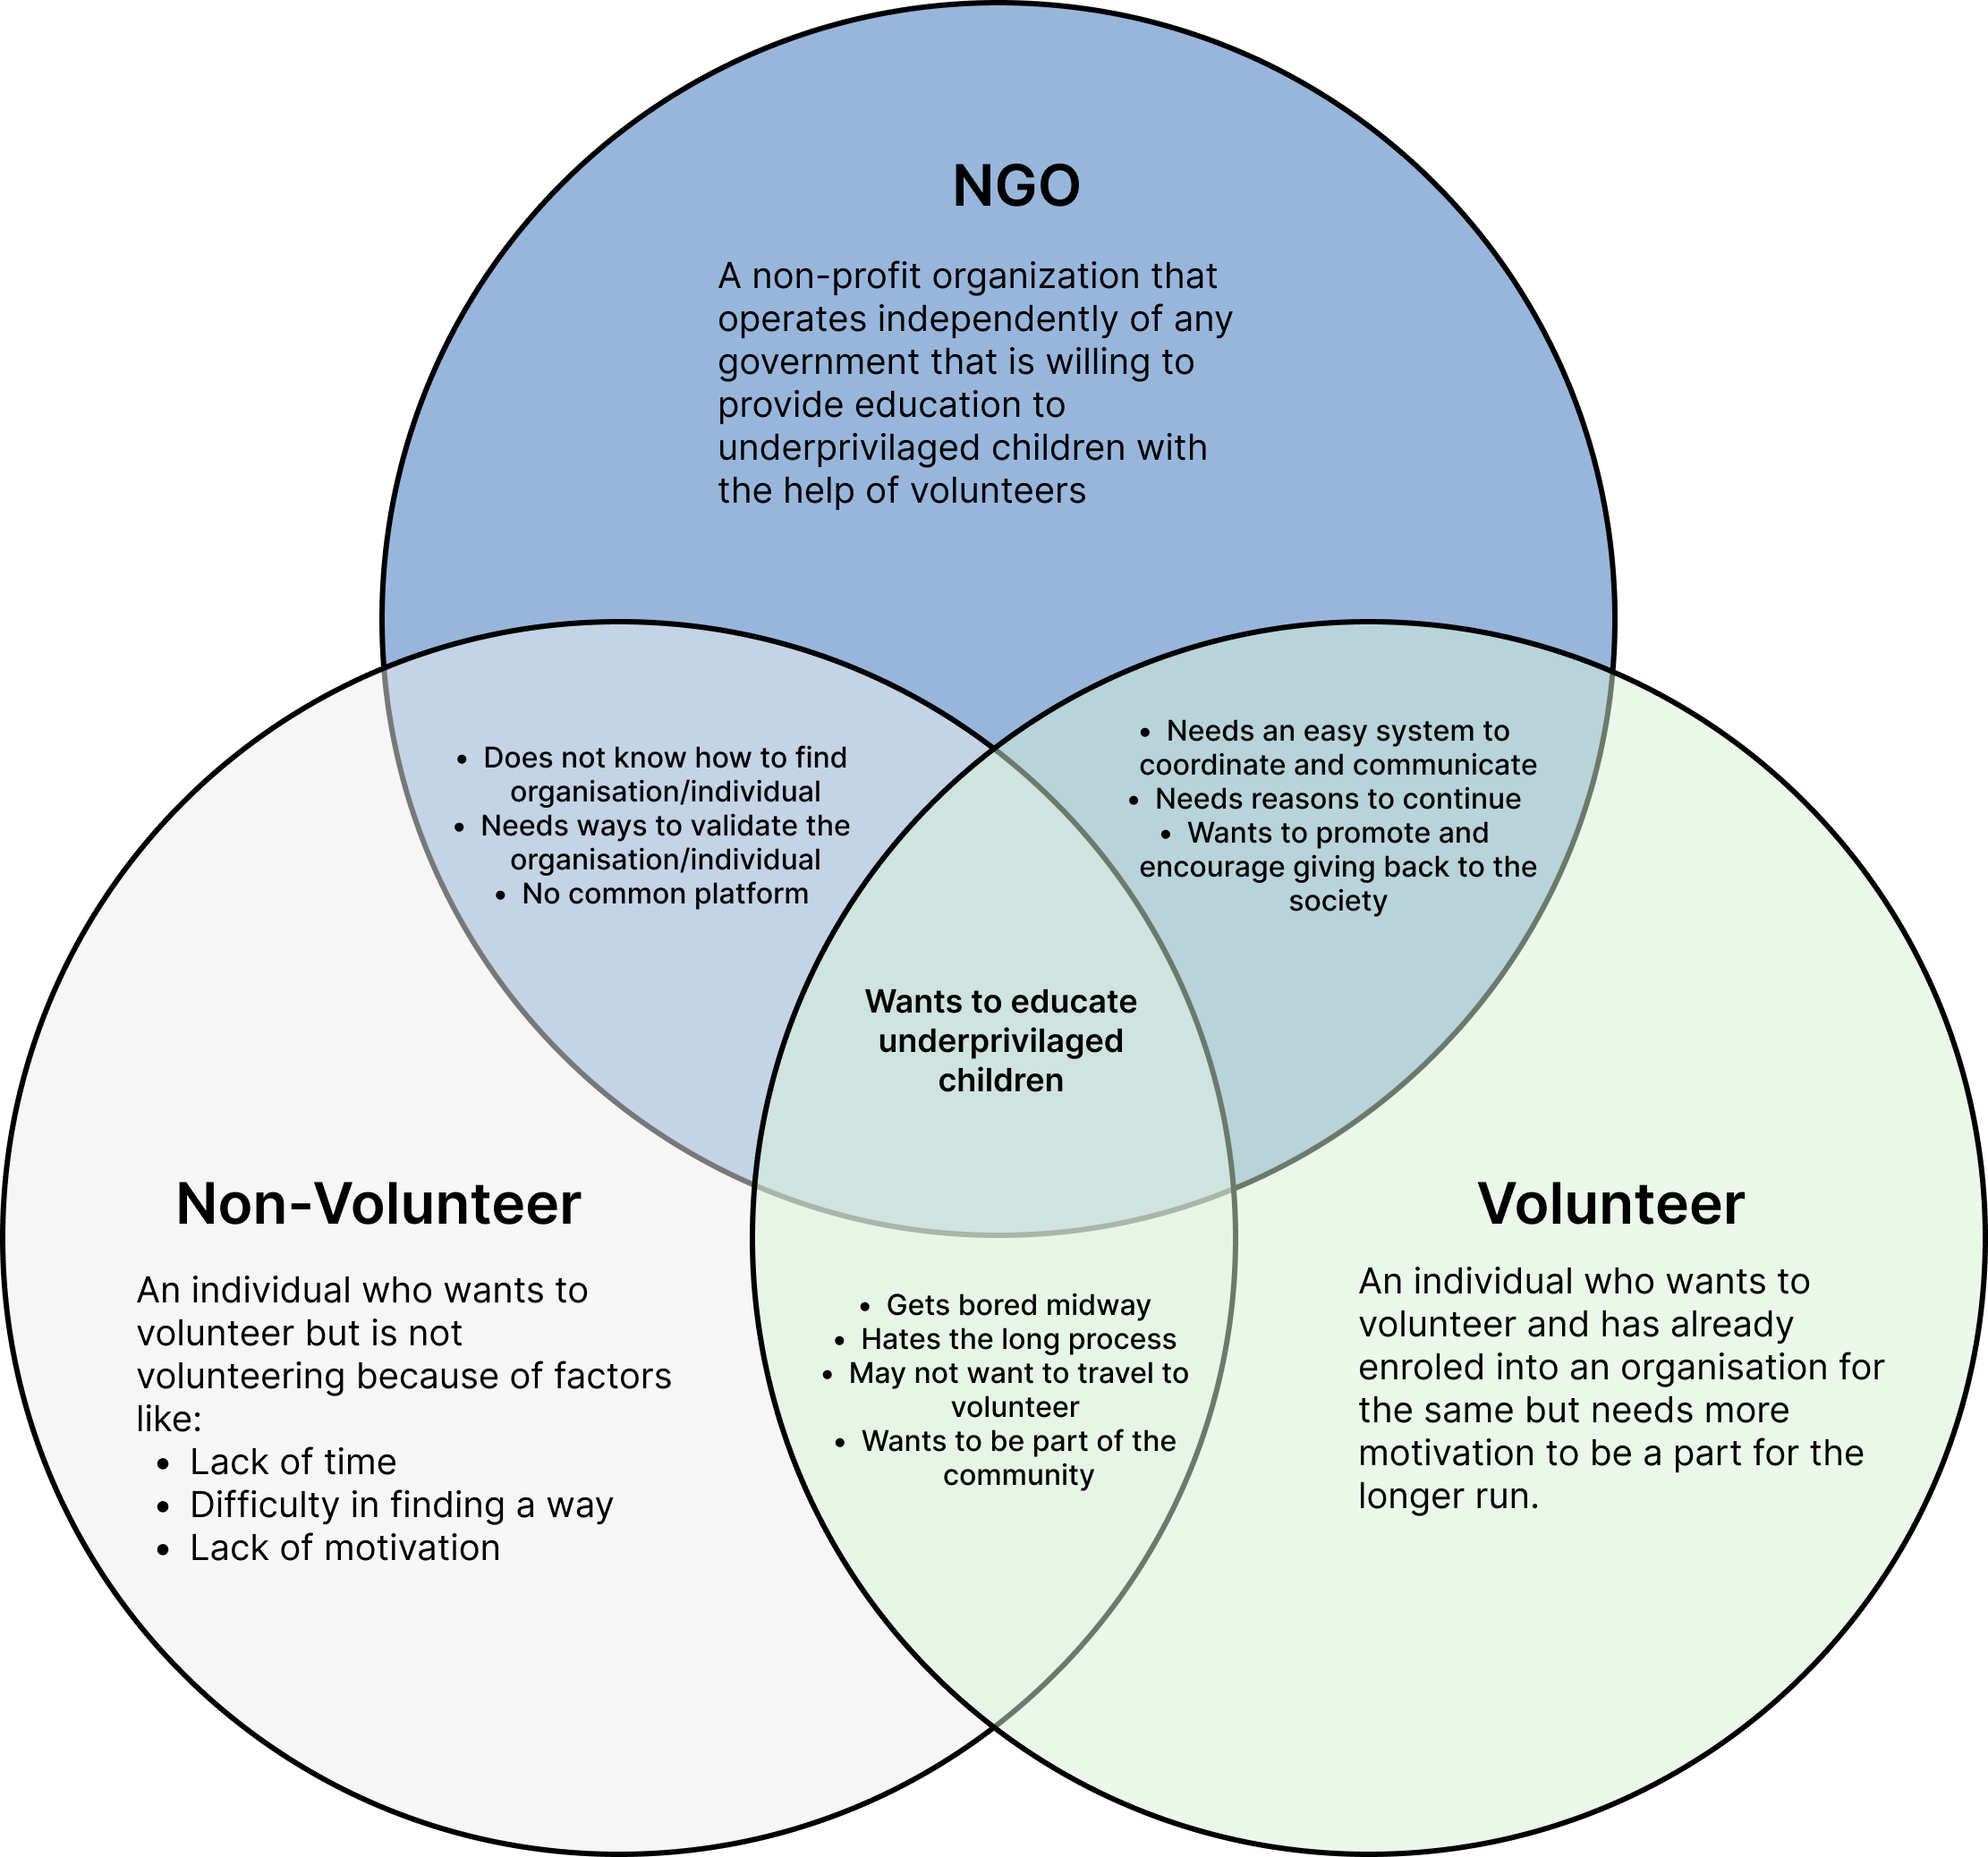 NGO
A non-profit organization that
operates independently of any
government that is willing to
provide education to
underprivilaged children with
the help of volunteers
• Does not know how to find
organisation/individual
• Needs ways to validate the
organisation/individual
• No common platform
• Needs an easy system to
coordinate and communicate
• Needs reasons to continue
• Wants to promote and
encourage giving back to the
society
Wants to educate
underprivilaged
children
Non-Volunteer
An individual who wants to
volunteer but is not
volunteering because of factors
like:
• Lack of time
• Difficulty in finding a way
• Lack of motivation
• Gets bored midway
• Hates the long process
• May not want to travel to
volunteer
• Wants to be part of the
community
Volunteer
An individual who wants to
volunteer and has already
enroled into an organisation for
the same but needs more
motivation to be a part for the
longer run.